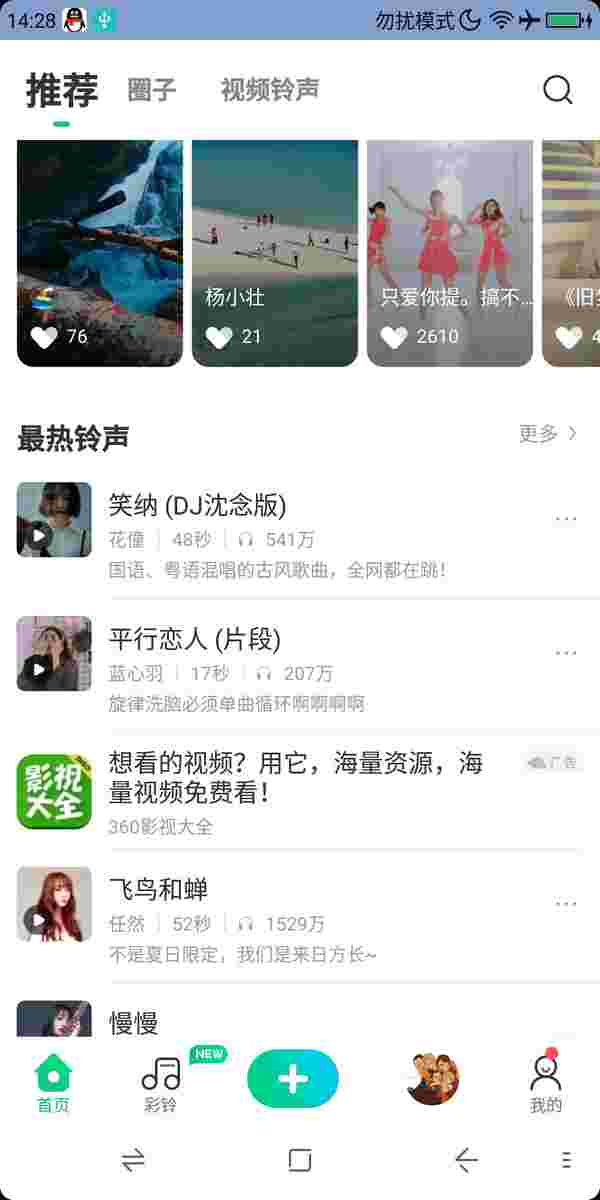 14:28
勿扰模式
推荐 圈子 视频铃声
76
杨小壮
21
只爱你提。搞不...
2610
《旧
4
最热铃声
更多
笑纳 (DJ沈念版)
花僮 48秒 541万
国语、粤语混唱的古风歌曲，全网都在跳！
平行恋人 (片段)
蓝心羽 17秒 207万
旋律洗脑必须单曲循环啊啊啊啊
影視
大全
想看的视频？用它，海量资源，海
量视频免费看！
广告
360影视大全
飞鸟和蝉
任然 52秒 1529万
不是夏日限定，我们是来日方长~
慢慢
NEW
首页 彩铃 我的